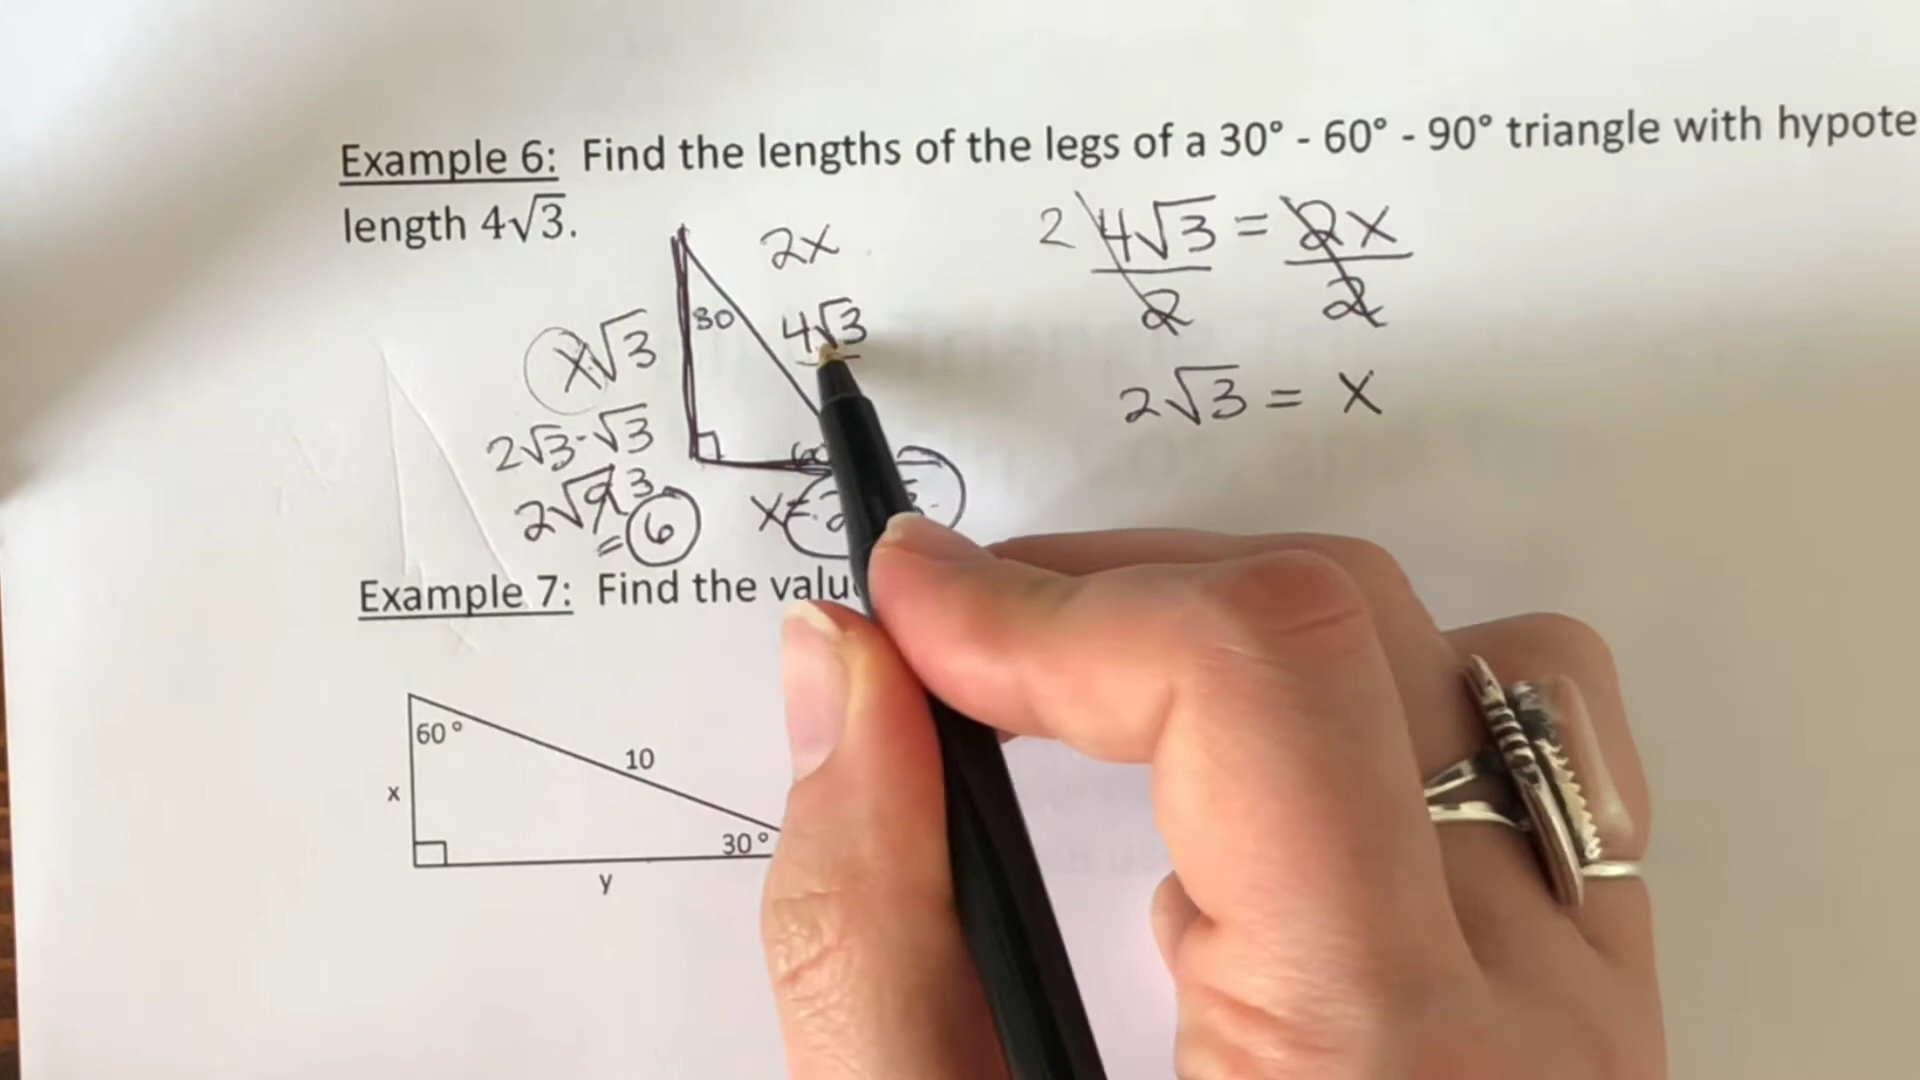 Example 6: Find the lengths of the legs of a 30° - 60° - 90° triangle with hypote
length 4√3.
2x
2 4√3 = 2x
2 2
30
4√3
x√3
2√3 = x
2√3·√3
2√9 3
= 6
x =
Example 7: Find the valu
60°
10
x
30°
y